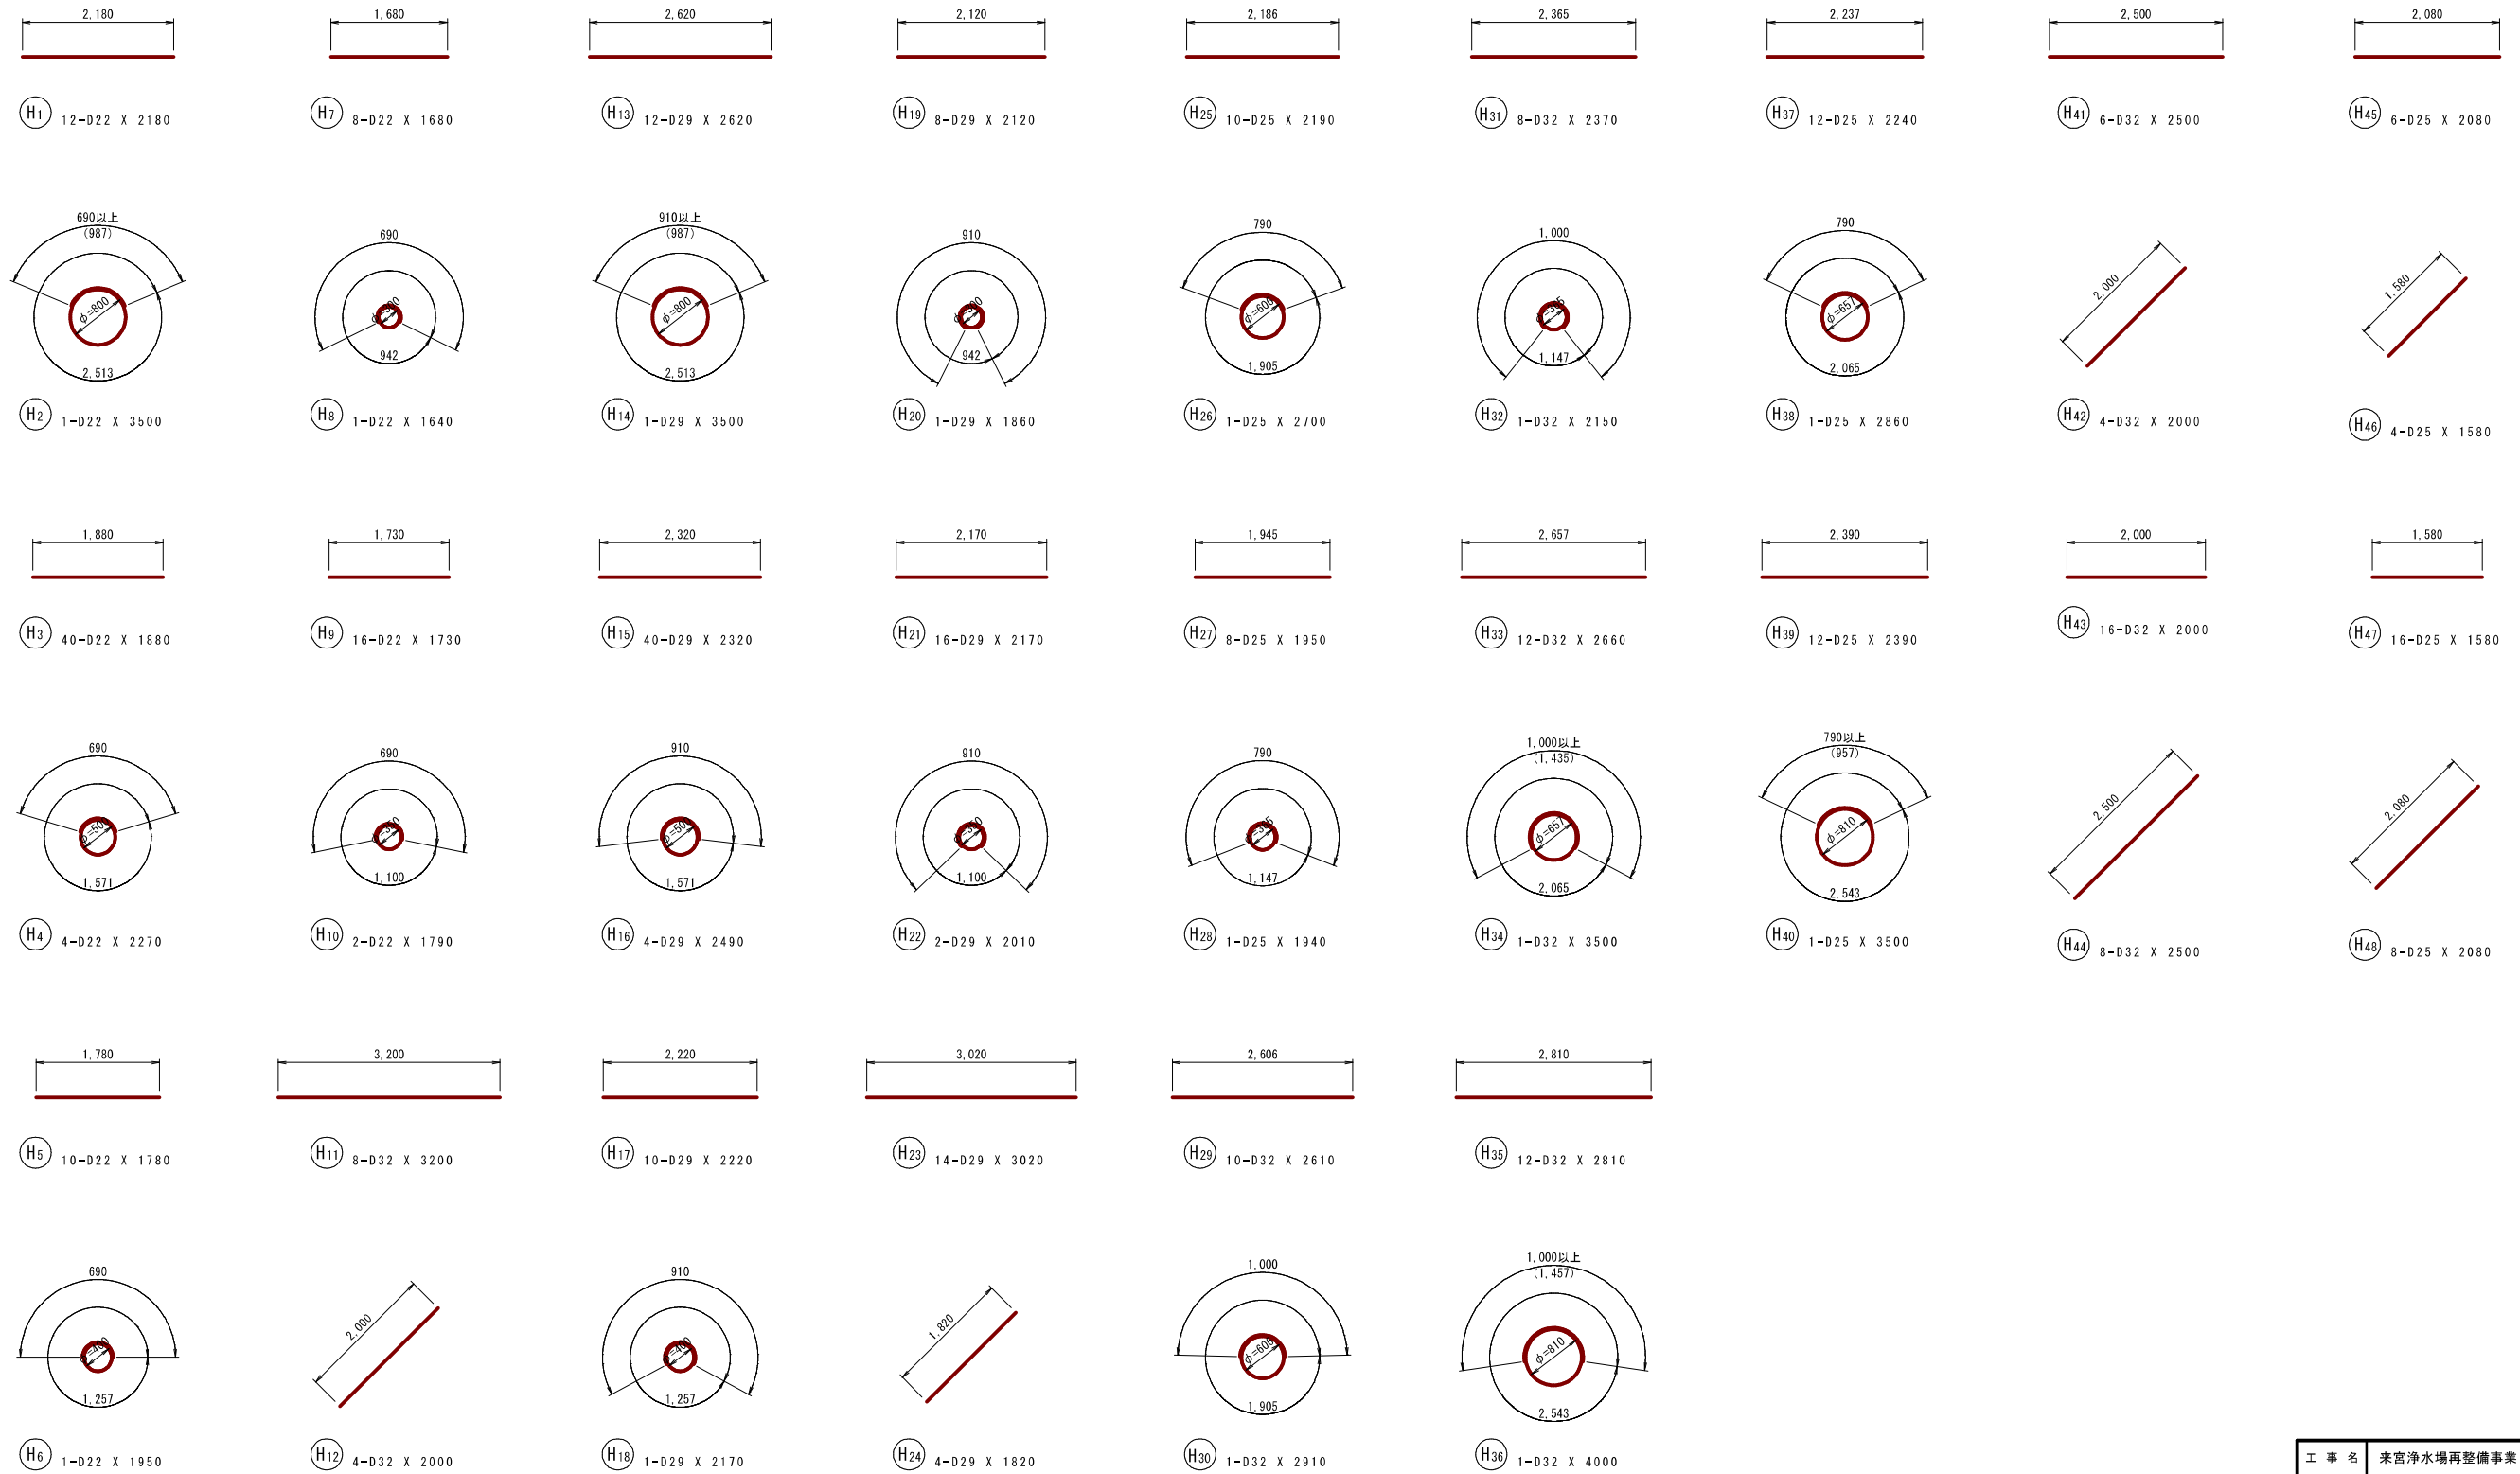 2,180 1,680 2,620 2,120 2,186 2,365 2,237 2,500 2,080
H1 12-D22 X 2180 H7 8-D22 X 1680 H13 12-D29 X 2620 H19 8-D29 X 2120 H25 10-D25 X 2190 H31 8-D32 X 2370 H37 12-D25 X 2240 H41 6-D32 X 2500 H45 6-D25 X 2080
690以上 (987) φ=800 2,513
690 942
910以上 (987) φ=800 2,513
910 942
790 φ=606 1,905
1,000 1,147
790 φ=657 2,065
2,000
1,580
H2 1-D22 X 3500 H8 1-D22 X 1640 H14 1-D29 X 3500 H20 1-D29 X 1860 H26 1-D25 X 2700 H32 1-D32 X 2150 H38 1-D25 X 2860 H42 4-D32 X 2000 H46 4-D25 X 1580
1,880 1,730 2,320 2,170 1,945 2,657 2,390 2,000 1,580
H3 40-D22 X 1880 H9 16-D22 X 1730 H15 40-D29 X 2320 H21 16-D29 X 2170 H27 8-D25 X 1950 H33 12-D32 X 2660 H39 12-D25 X 2390 H43 16-D32 X 2000 H47 16-D25 X 1580
690 φ=500 1,571
690 1,100
910 φ=500 1,571
910 1,100
790 1,147
1,000以上 (1,435) φ=657 2,065
790以上 (957) φ=810 2,543
2,500
2,080
H4 4-D22 X 2270 H10 2-D22 X 1790 H16 4-D29 X 2490 H22 2-D29 X 2010 H28 1-D25 X 1940 H34 1-D32 X 3500 H40 1-D25 X 3500 H44 8-D32 X 2500 H48 8-D25 X 2080
1,780 3,200 2,220 3,020 2,606 2,810
H5 10-D22 X 1780 H11 8-D32 X 3200 H17 10-D29 X 2220 H23 14-D29 X 3020 H29 10-D32 X 2610 H35 12-D32 X 2810
690 1,257
2,000
910 1,257
1,820
1,000 φ=606 1,905
1,000以上 (1,457) φ=810 2,543
H6 1-D22 X 1950 H12 4-D32 X 2000 H18 1-D29 X 2170 H24 4-D29 X 1820 H30 1-D32 X 2910 H36 1-D32 X 4000
工事名 来宮浄水場再整備事業